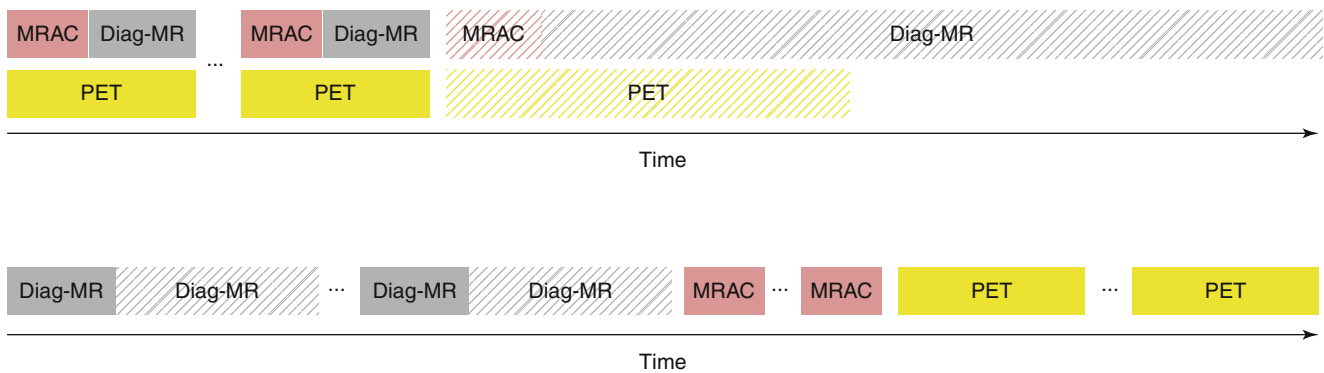 MRAC Diag-MR ... MRAC Diag-MR MRAC Diag-MR
PET PET PET
Time
Diag-MR Diag-MR ... Diag-MR Diag-MR MRAC ... MRAC PET ... PET
Time